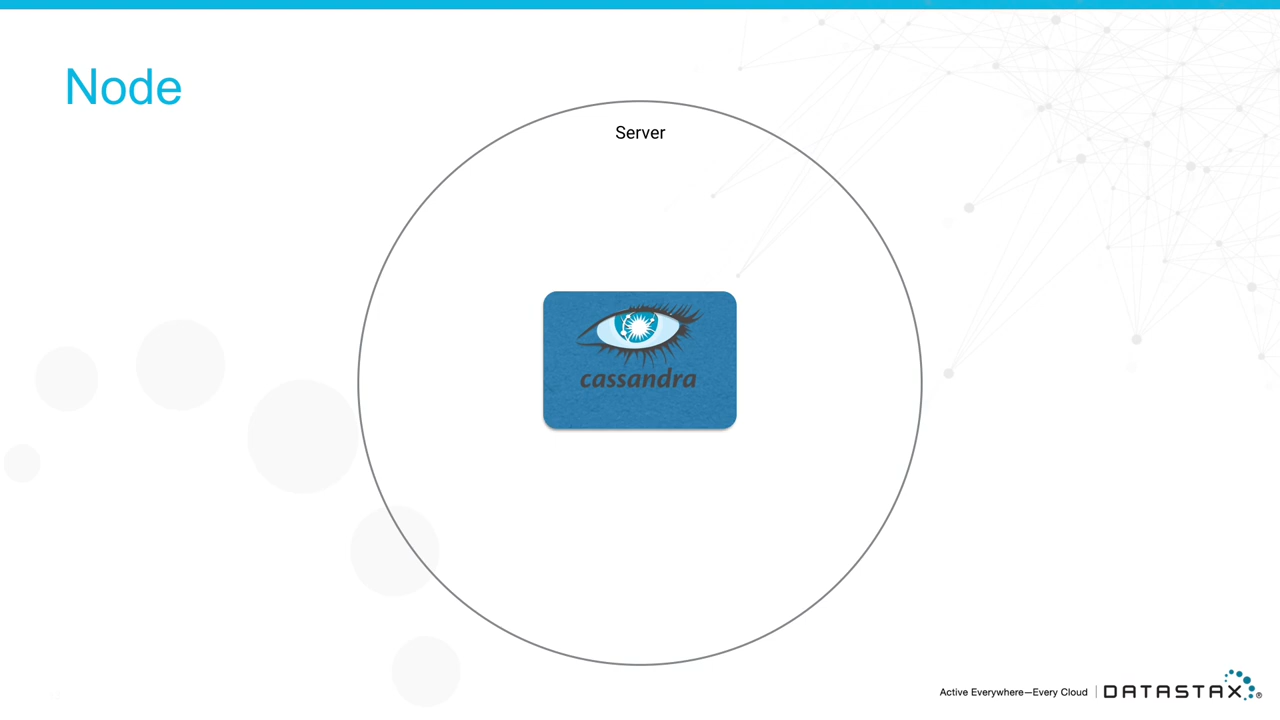 Node
Server
cassandra
Active Everywhere—Every Cloud | DATASTAX®